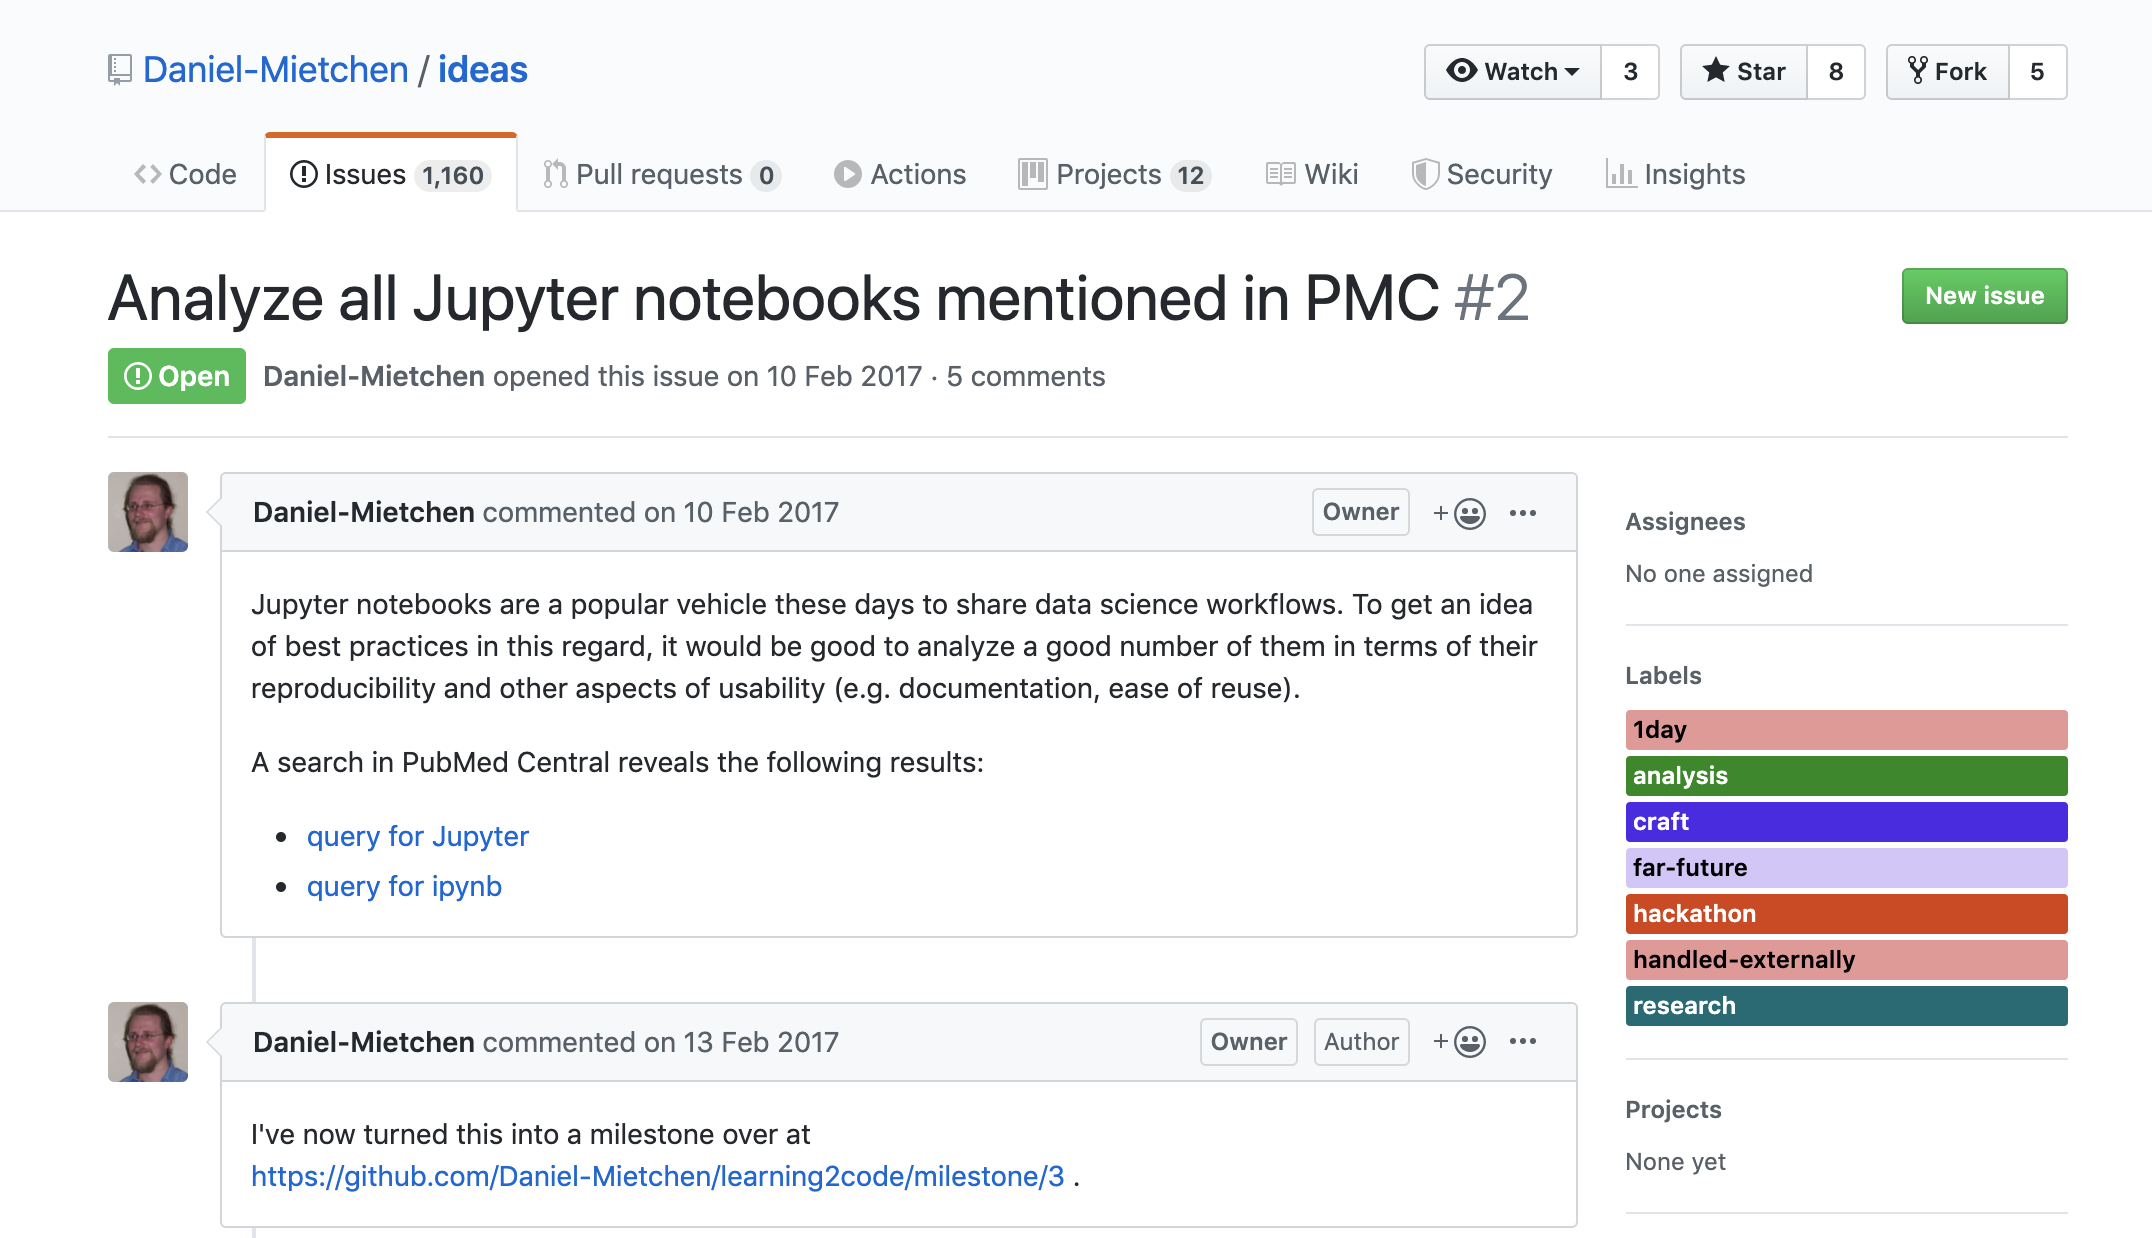 Daniel-Mietchen / ideas
Watch 3 Star 8 Fork 5
Code Issues 1,160 Pull requests 0 Actions Projects 12 Wiki Security Insights
Analyze all Jupyter notebooks mentioned in PMC #2
New issue
Open Daniel-Mietchen opened this issue on 10 Feb 2017 · 5 comments
Daniel-Mietchen commented on 10 Feb 2017 Owner + ...
Jupyter notebooks are a popular vehicle these days to share data science workflows. To get an idea
of best practices in this regard, it would be good to analyze a good number of them in terms of their
reproducibility and other aspects of usability (e.g. documentation, ease of reuse).
A search in PubMed Central reveals the following results:
• query for Jupyter
• query for ipynb
Daniel-Mietchen commented on 13 Feb 2017 Owner Author + ...
I've now turned this into a milestone over at
https://github.com/Daniel-Mietchen/learning2code/milestone/3 .
Assignees
No one assigned
Labels
1day
analysis
craft
far-future
hackathon
handled-externally
research
Projects
None yet